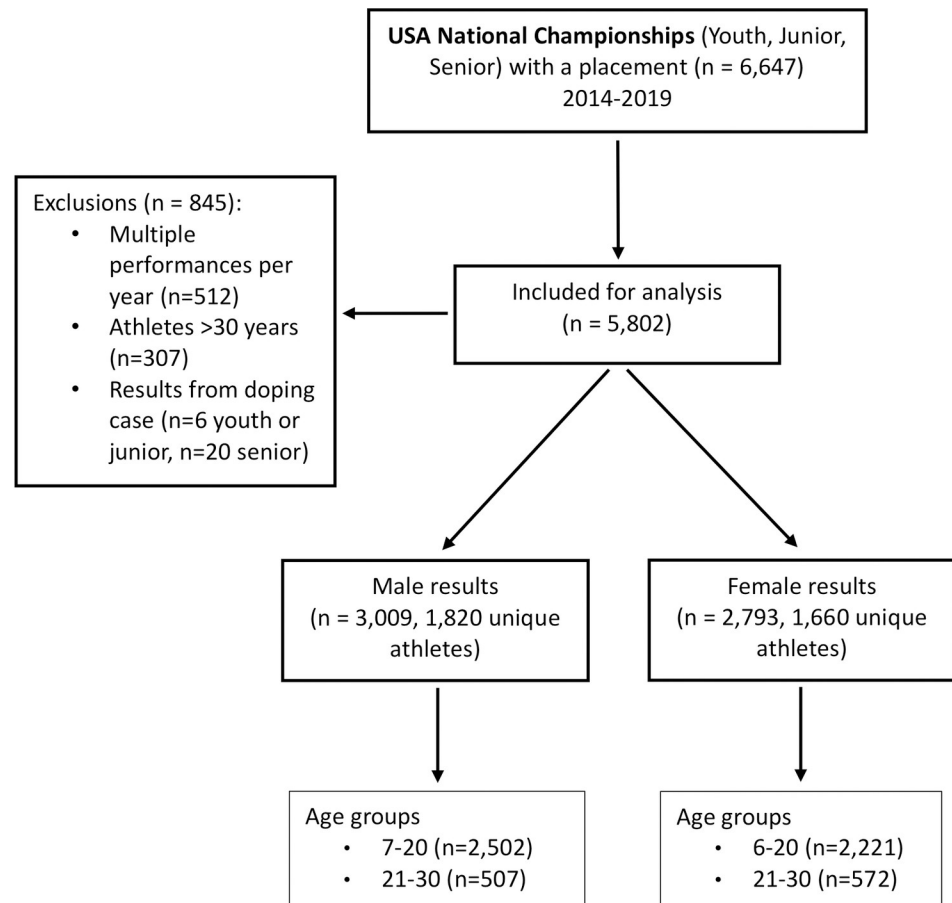 USA National Championships (Youth, Junior,
Senior) with a placement (n = 6,647)
2014-2019
Exclusions (n = 845):
• Multiple
performances per
year (n=512)
• Athletes >30 years
(n=307)
• Results from doping
case (n=6 youth or
junior, n=20 senior)
Included for analysis
(n = 5,802)
Male results
(n = 3,009, 1,820 unique
athletes)
Female results
(n = 2,793, 1,660 unique
athletes)
Age groups
• 7-20 (n=2,502)
• 21-30 (n=507)
Age groups
• 6-20 (n=2,221)
• 21-30 (n=572)